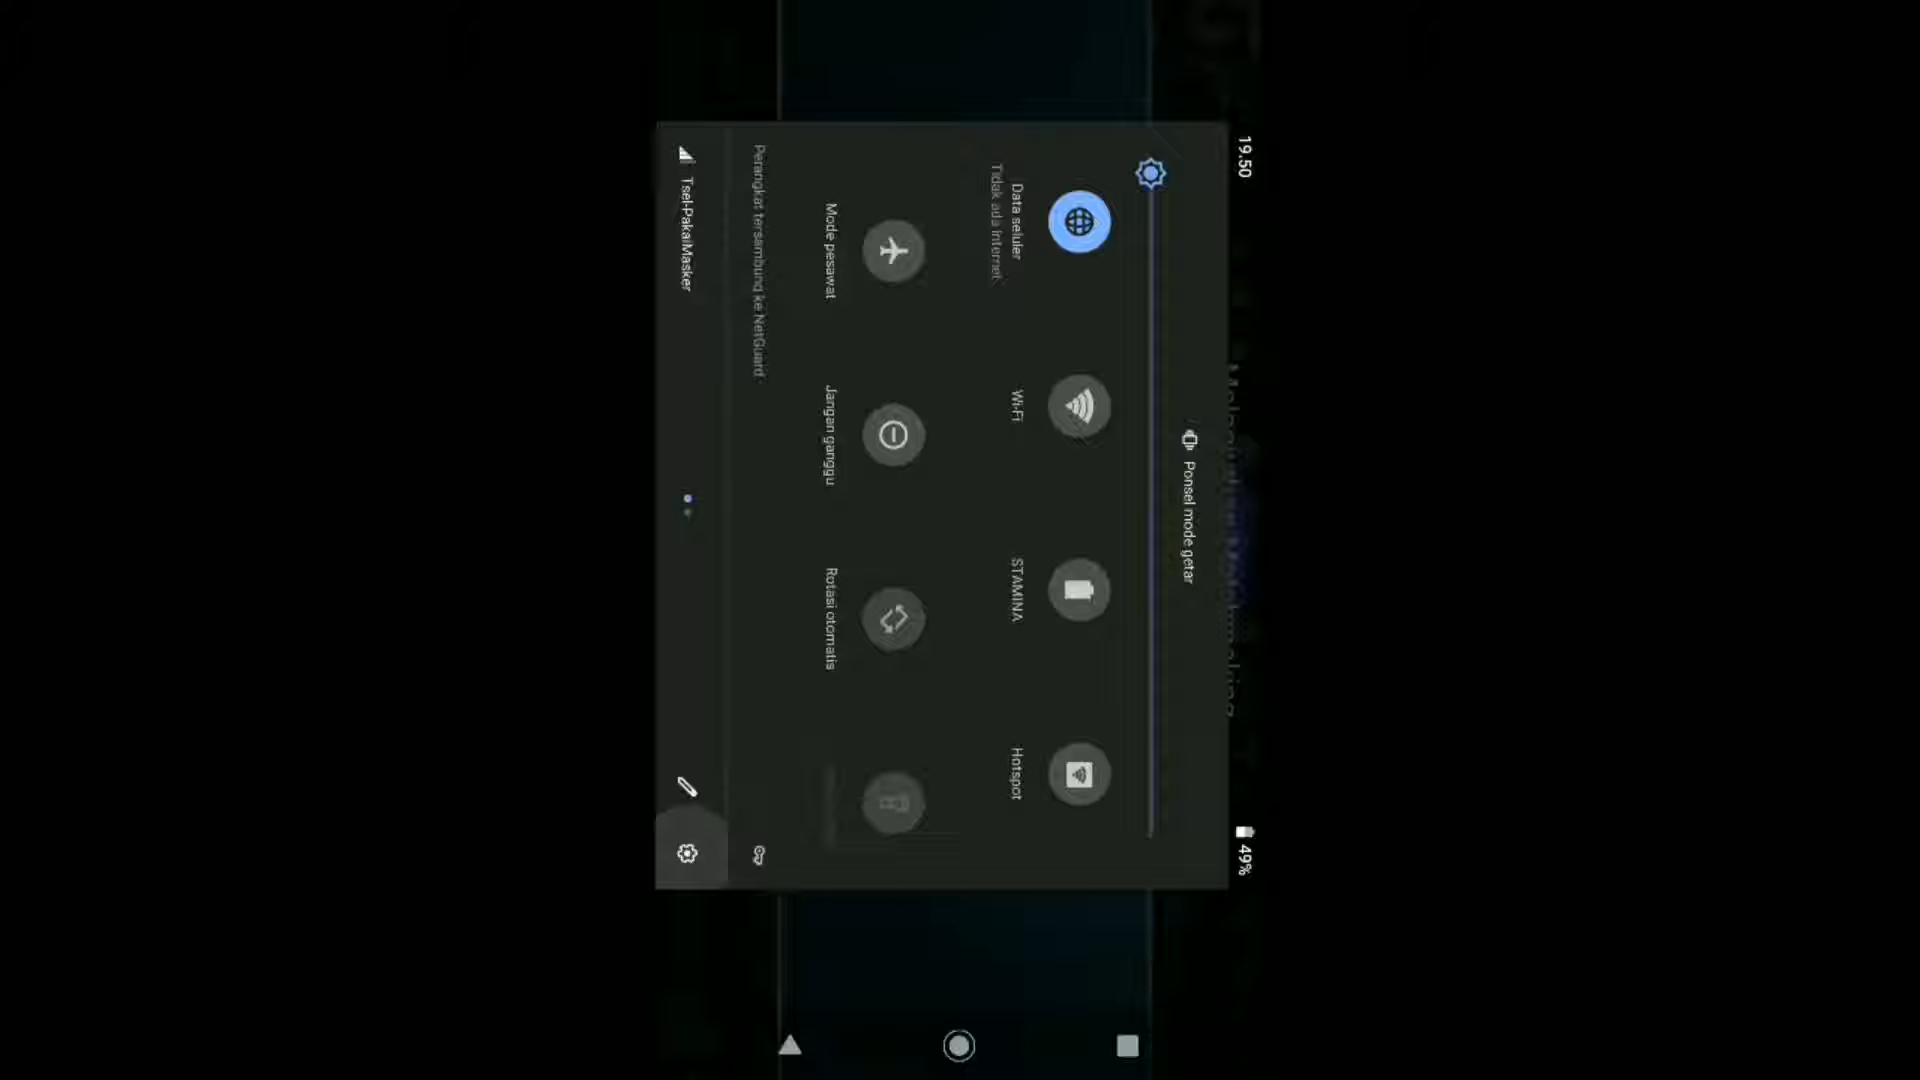 19.50
49%
Ponsel mode getar
Data seluler
Tidak ada internet
Wi-Fi
STAMINA
Hotspot
Mode pesawat
Jangan ganggu
Rotasi otomatis
Perangkat tersambung ke NetGuard
Tsel-PakaiMasker